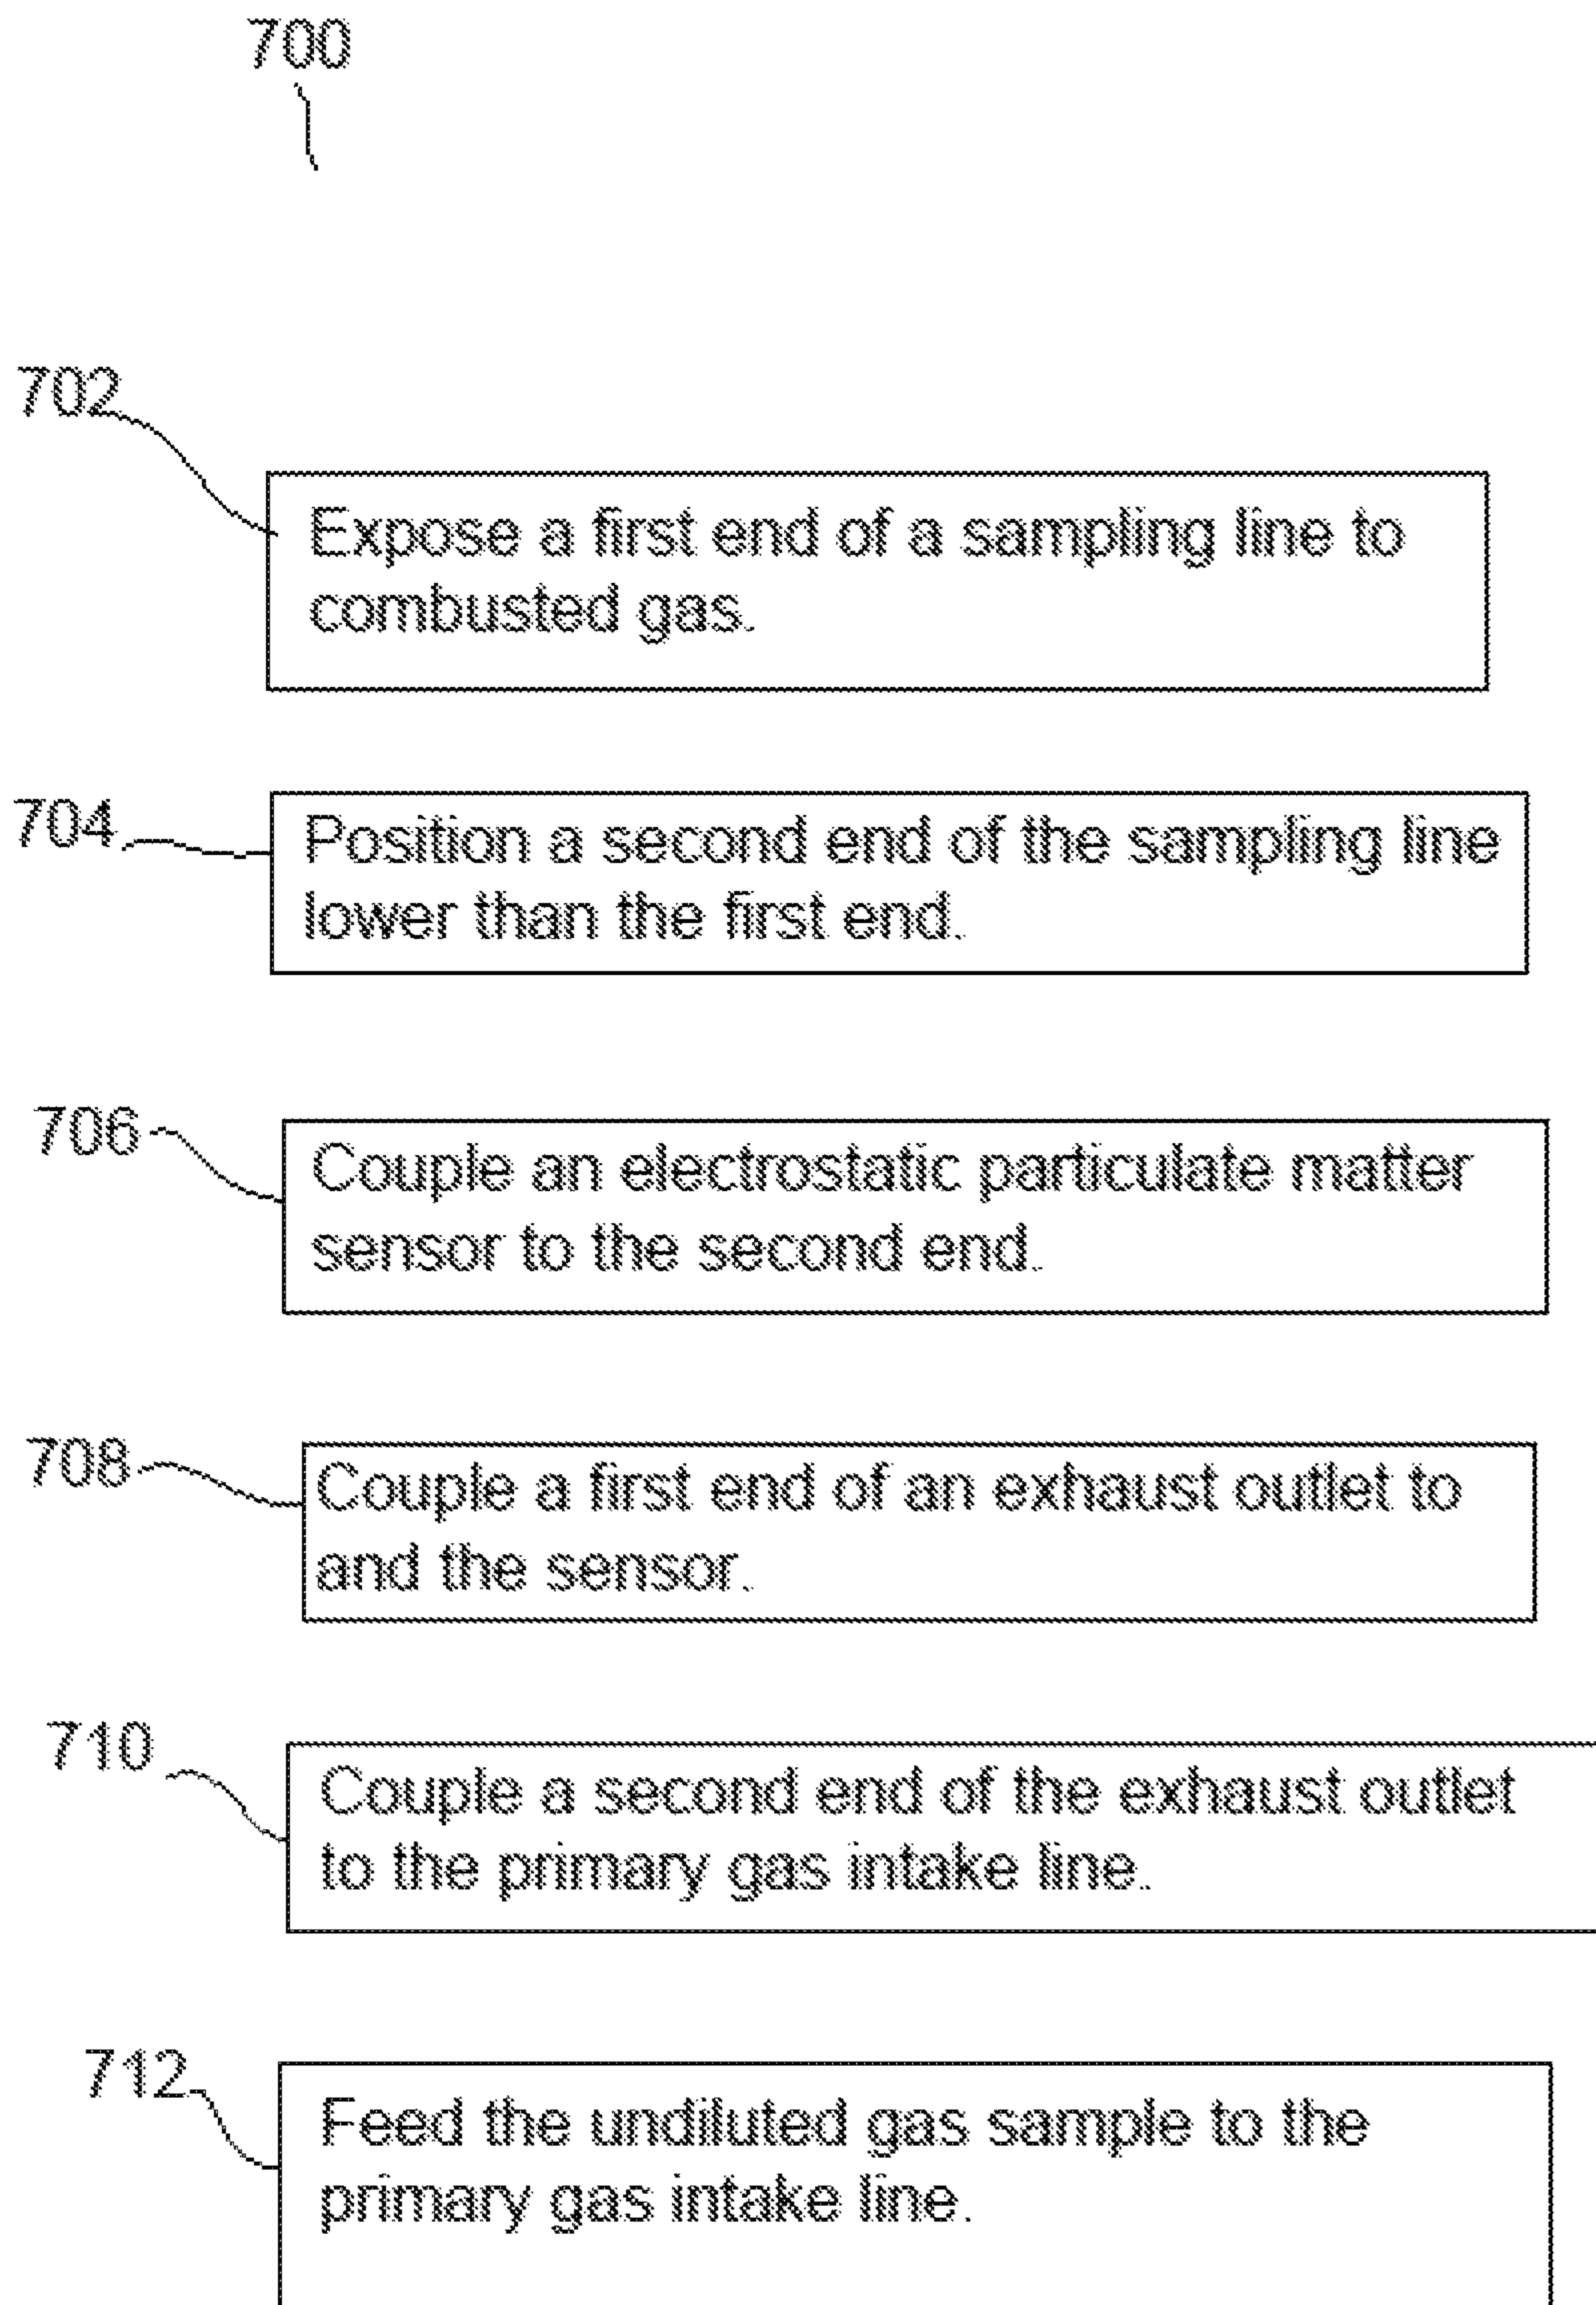 700
702
Expose a first end of a sampling line to
combusted gas.
704
Position a second end of the sampling line
lower than the first end.
706
Couple an electrostatic particulate matter
sensor to the second end.
708
Couple a first end of an exhaust outlet to
and the sensor.
710
Couple a second end of the exhaust outlet
to the primary gas intake line.
712
Feed the undiluted gas sample to the
primary gas intake line.